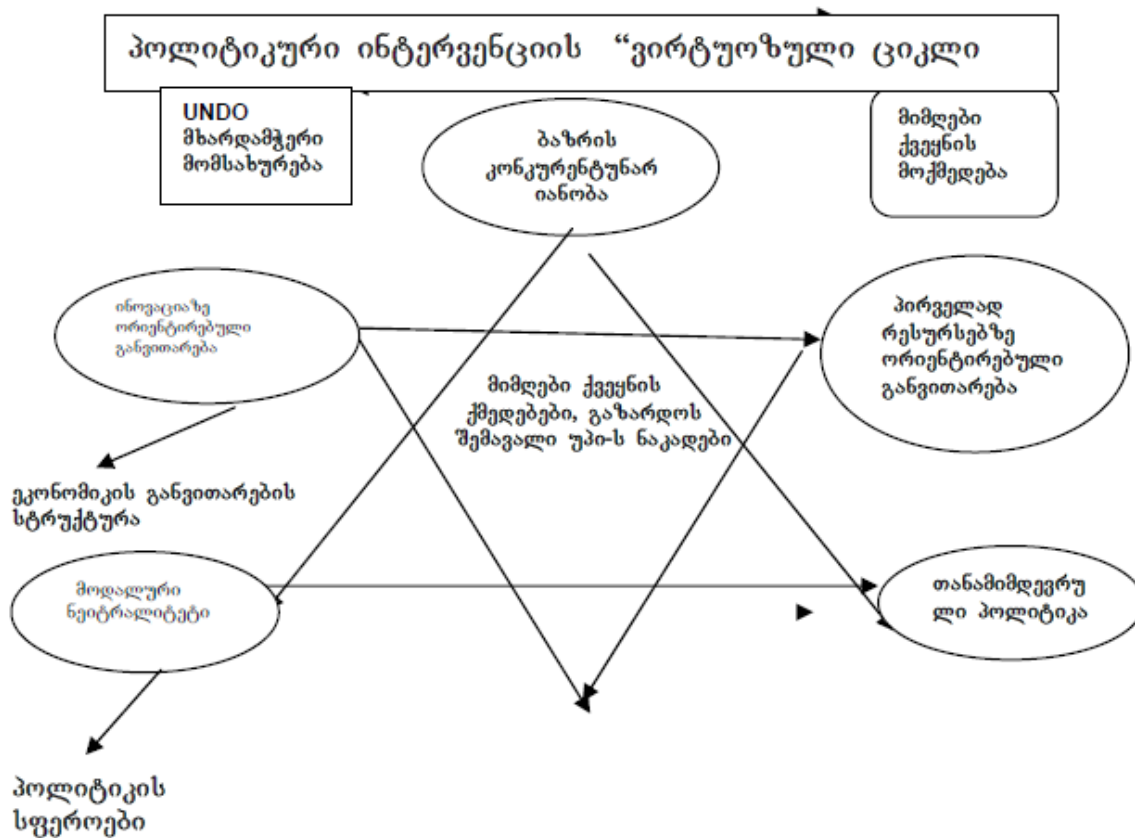 პოლიტიკური ინტერვენციის “ვირტუოზული ციკლი
UNDO
მხარდამჭერი
მომსახურება
ბაზრის
კონკურენტუნარ
იანობა
მიმღები
ქვეყნის
მოქმედება
ინოვაციაზე
ორიენტირებული
განვითარება
პირველად
რესურსებზე
ორიენტირებული
განვითარება
მიმღები ქვეყნის
ქმედებები, გაზარდოს
შემავალი უპი-ს ნაკადები
ეკონომიკის განვითარების
სტრუქტურა
მოდალური
ნეიტრალიტეტი
თანამიმდევრუ
ლი პოლიტიკა
პოლიტიკის
სფეროები